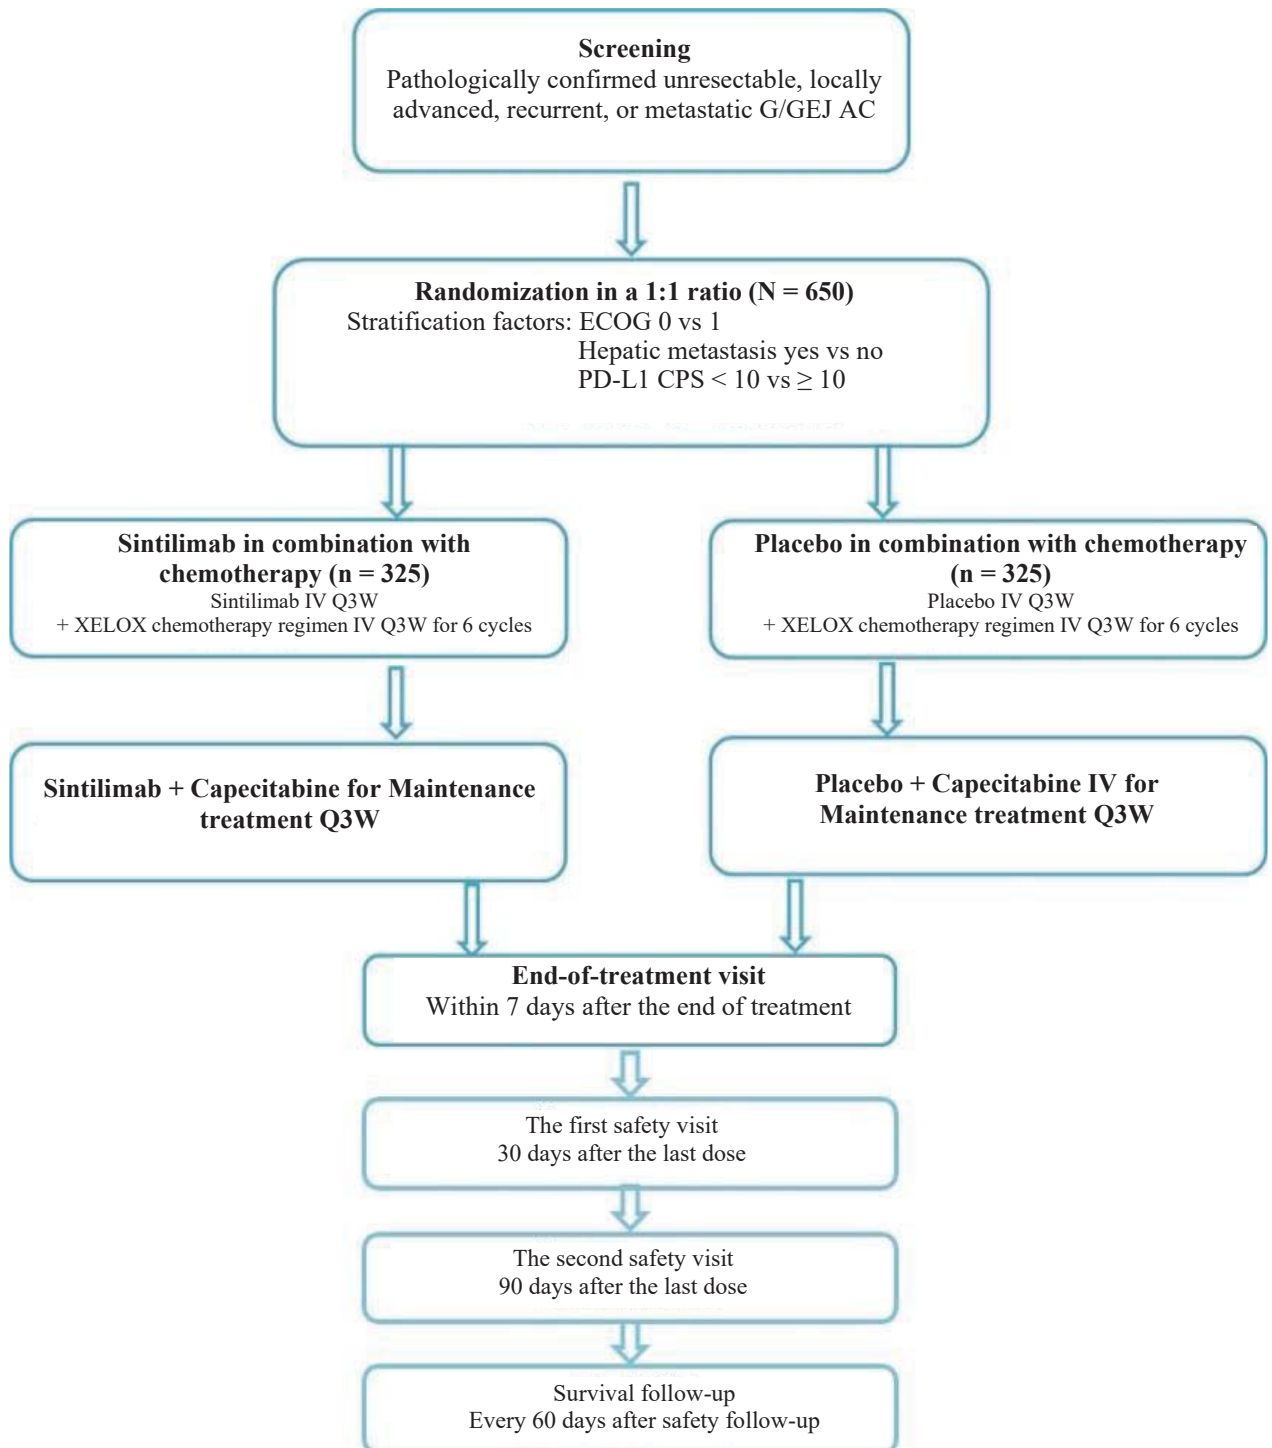 Screening
Pathologically confirmed unresectable, locally
advanced, recurrent, or metastatic G/GEJ AC
Randomization in a 1:1 ratio (N = 650)
Stratification factors: ECOG 0 vs 1
Hepatic metastasis yes vs no
PD-L1 CPS < 10 vs ≥ 10
Sintilimab in combination with
chemotherapy (n = 325)
Sintilimab IV Q3W
+ XELOX chemotherapy regimen IV Q3W for 6 cycles
Placebo in combination with chemotherapy
(n = 325)
Placebo IV Q3W
+ XELOX chemotherapy regimen IV Q3W for 6 cycles
Sintilimab + Capecitabine for Maintenance
treatment Q3W
Placebo + Capecitabine IV for
Maintenance treatment Q3W
End-of-treatment visit
Within 7 days after the end of treatment
The first safety visit
30 days after the last dose
The second safety visit
90 days after the last dose
Survival follow-up
Every 60 days after safety follow-up